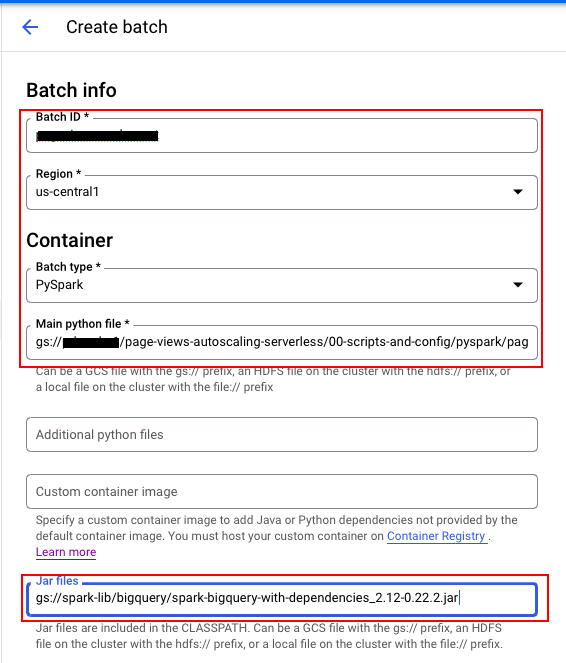 Create batch
Batch info
Batch ID *
Region *
us-central1
Container
Batch type *
PySpark
Main python file *
gs:// /page-views-autoscaling-serverless/00-scripts-and-config/pyspark/pag
Can be a GCS file with the gs:// prefix, an HDFS file on the cluster with the hdfs:// prefix, or
a local file on the cluster with the file:// prefix
Additional python files
Custom container image
Specify a custom container image to add Java or Python dependencies not provided by the
default container image. You must host your custom container on Container Registry .
Learn more
Jar files
gs://spark-lib/bigquery/spark-bigquery-with-dependencies_2.12-0.22.2.jar
Jar files are included in the CLASSPATH. Can be a GCS file with the gs:// prefix, an HDFS
file on the cluster with the hdfs:// prefix, or a local file on the cluster with the file:// prefix.